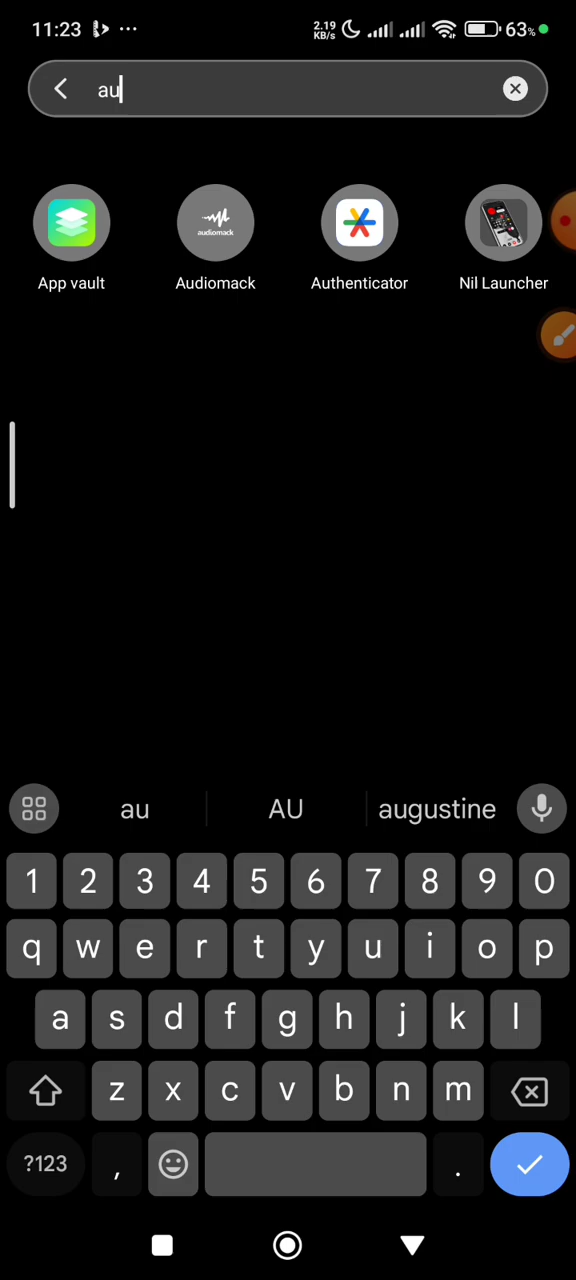 11:23 ... 2.19 KB/s 63%
au
audiomack
App vault Audiomack Authenticator Nil Launcher
au AU augustine
1 2 3 4 5 6 7 8 9 0
q w e r t y u i o p
a s d f g h j k l
z x c v b n m
?123 , .